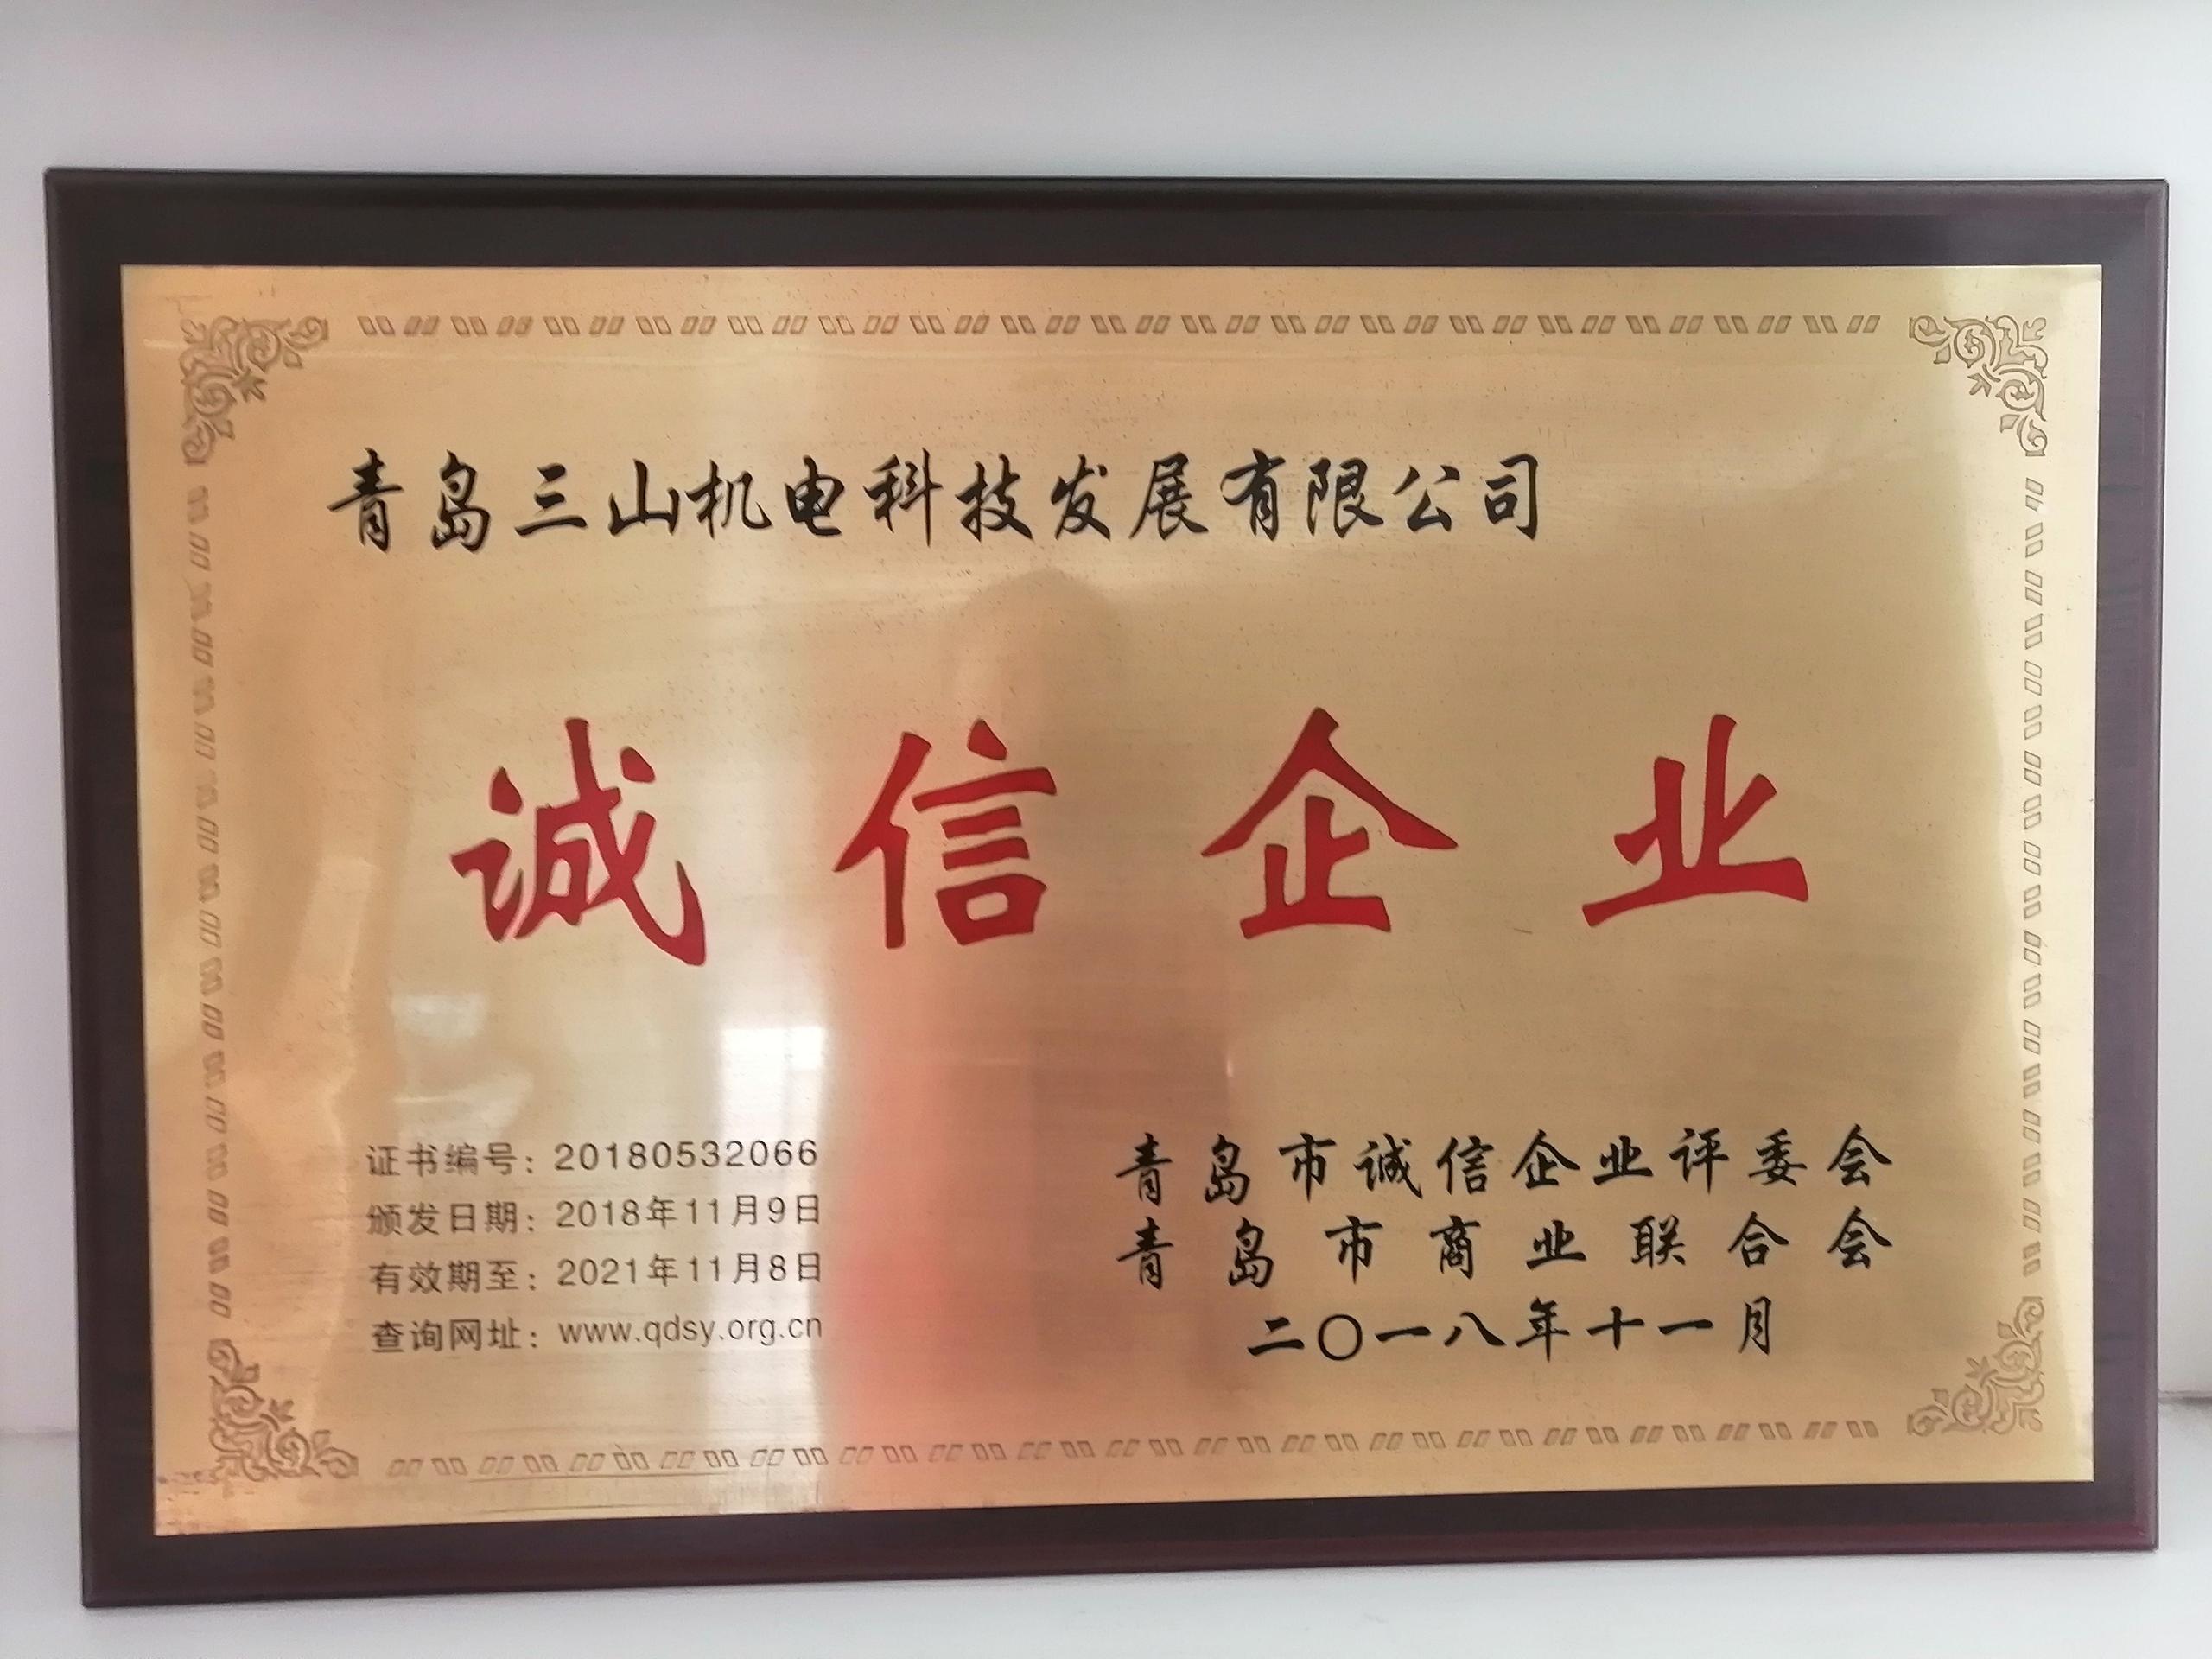 青岛三山机电科技发展有限公司
诚信企业
证书编号：20180532066
颁发日期：2018年11月9日
有效期至：2021年11月8日
查询网址：www.qdsy.org.cn
青岛市诚信企业评委会
青岛市商业联合会
二〇一八年十一月